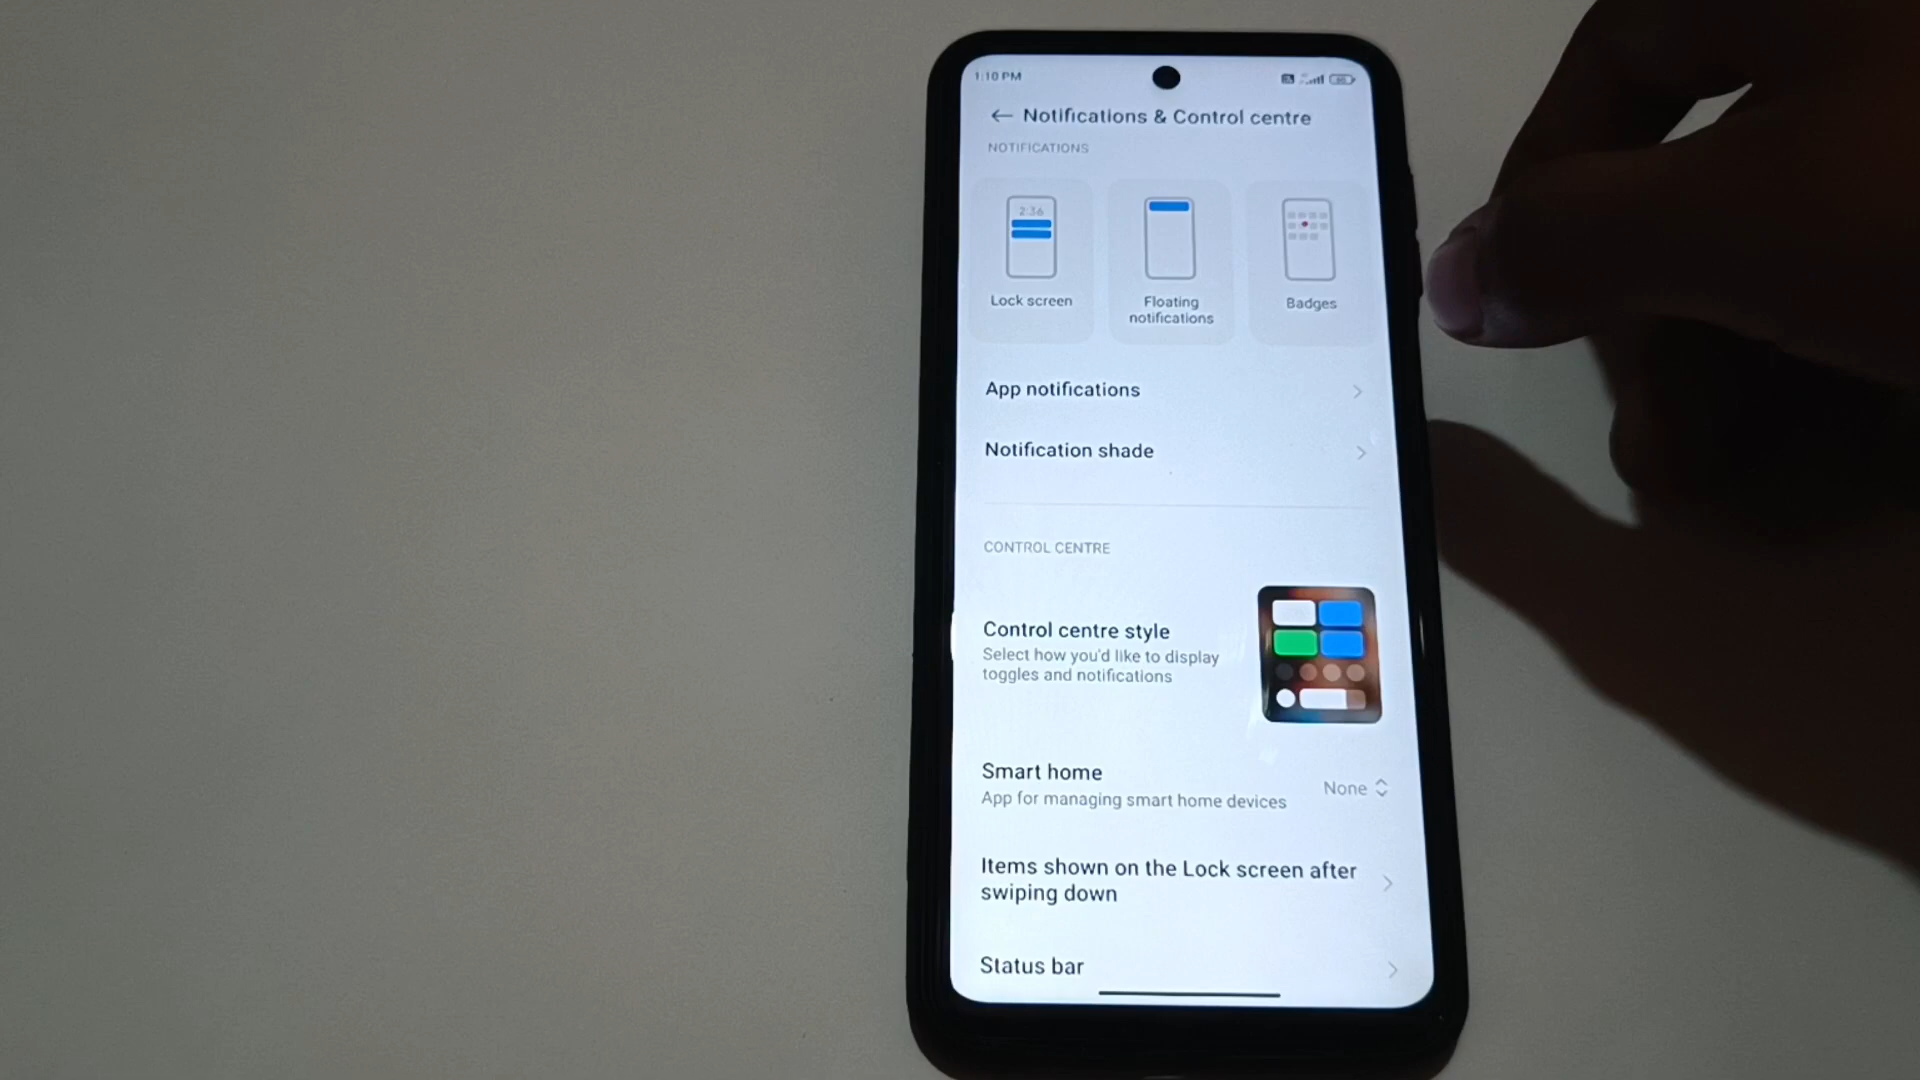 1:10 PM
Notifications & Control centre
NOTIFICATIONS
2:36
Lock screen
Floating
notifications
Badges
App notifications
Notification shade
CONTROL CENTRE
Control centre style
Select how you'd like to display
toggles and notifications
Smart home
App for managing smart home devices
None
Items shown on the Lock screen after
swiping down
Status bar